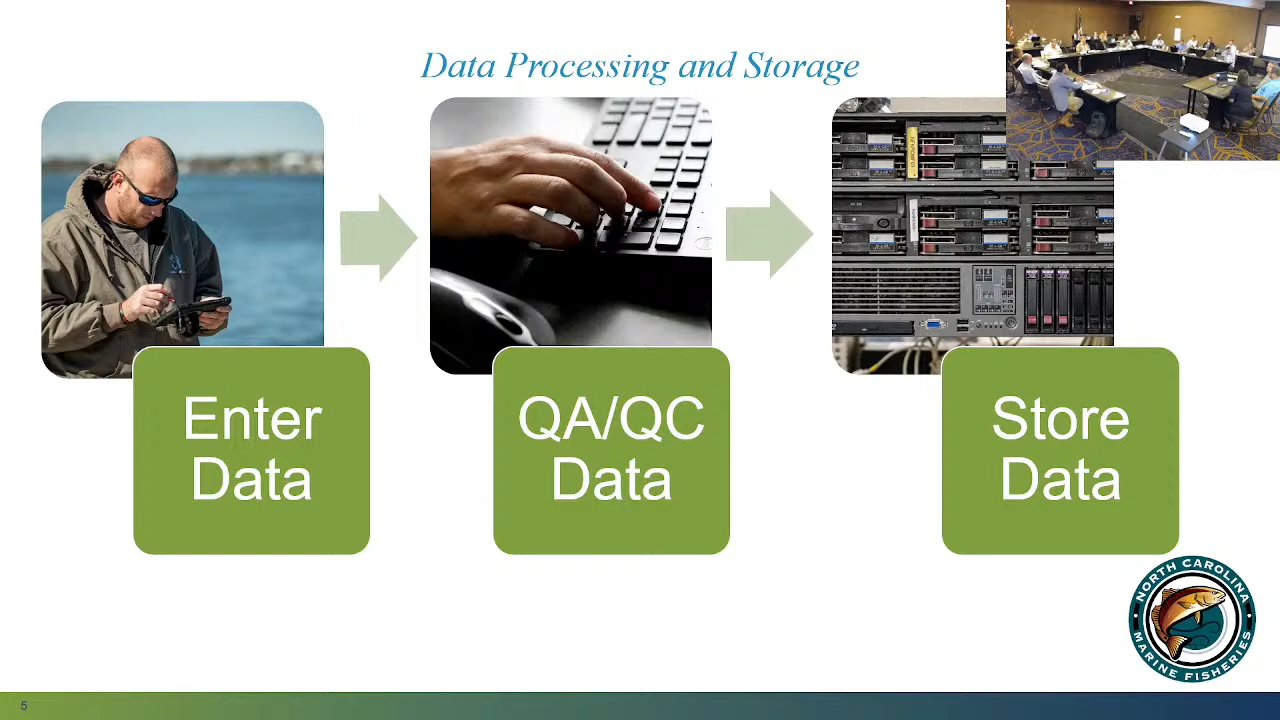 Data Processing and Storage
Enter
Data
QA/QC
Data
Store
Data
NORTH CAROLINA
MARINE FISHERIES
5